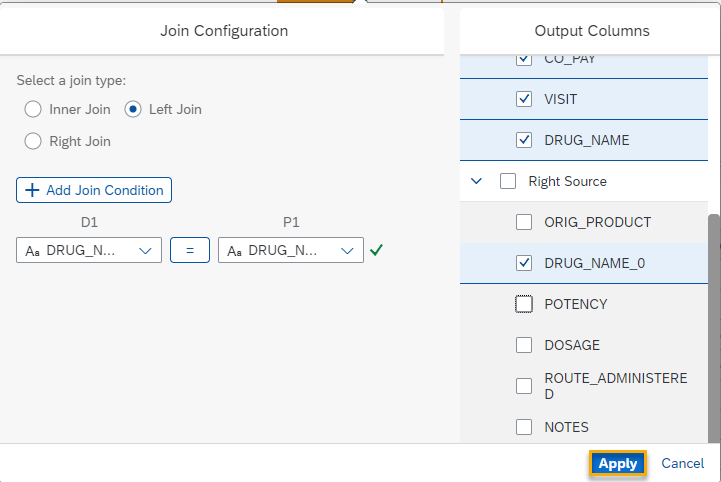 Join Configuration
Select a join type:
Inner Join
Left Join
Right Join
+ Add Join Condition
D1
P1
Aa DRUG_N...
=
Aa DRUG_N...
Output Columns
CO_PAY
VISIT
DRUG_NAME
Right Source
ORIG_PRODUCT
DRUG_NAME_0
POTENCY
DOSAGE
ROUTE_ADMINISTERE
D
NOTES
Apply
Cancel